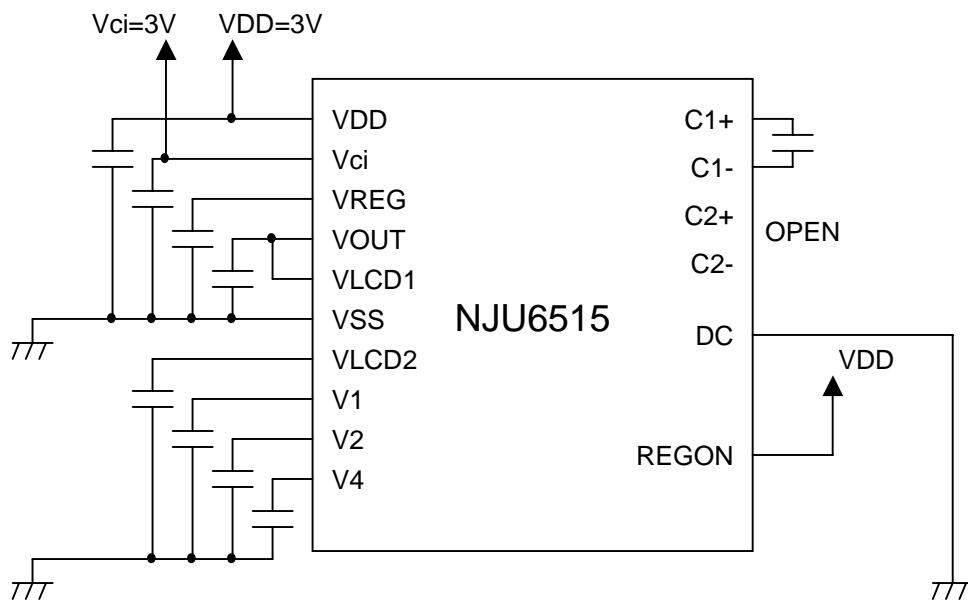 Vci=3V
VDD=3V
VDD
Vci
VREG
VOUT
VLCD1
VSS
VLCD2
V1
V2
V4
NJU6515
C1+
C1-
C2+
C2-
OPEN
DC
VDD
REGON